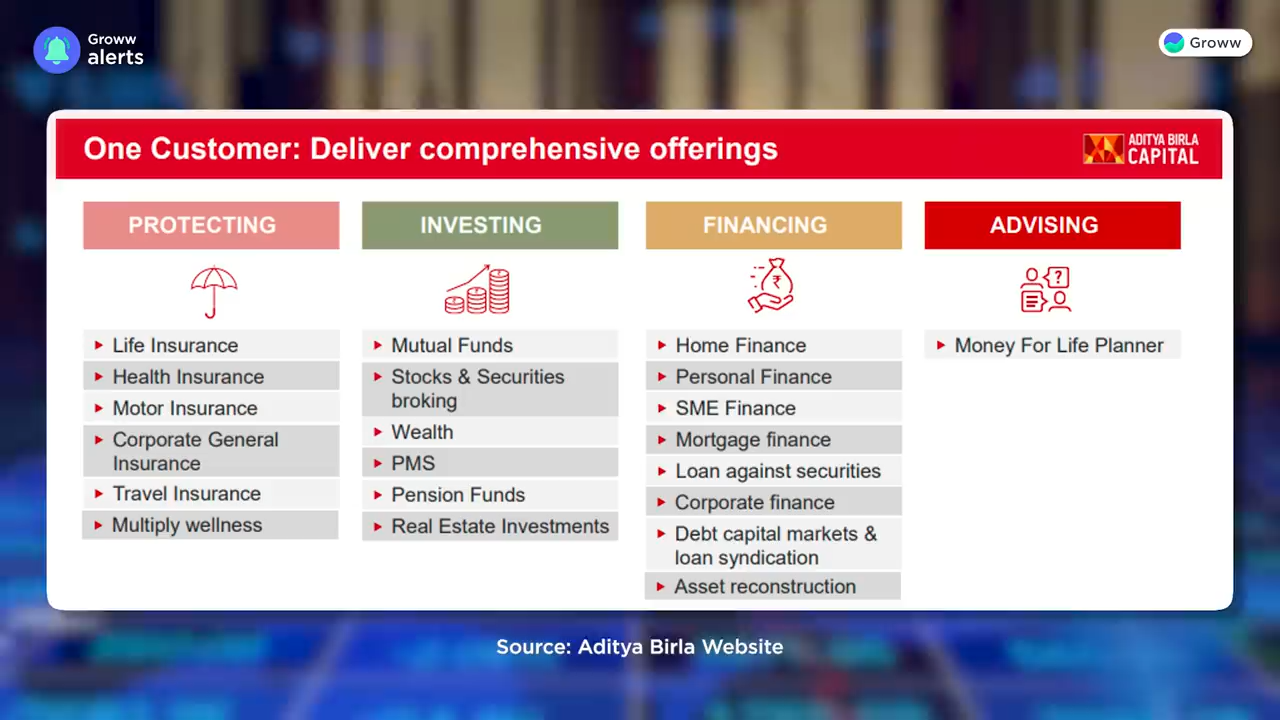 Groww
alerts
Groww
One Customer: Deliver comprehensive offerings
ADITYA BIRLA
CAPITAL
PROTECTING
Life Insurance
Health Insurance
Motor Insurance
Corporate General
Insurance
Travel Insurance
Multiply wellness
INVESTING
Mutual Funds
Stocks & Securities
broking
Wealth
PMS
Pension Funds
Real Estate Investments
FINANCING
₹
Home Finance
Personal Finance
SME Finance
Mortgage finance
Loan against securities
Corporate finance
Debt capital markets &
loan syndication
Asset reconstruction
ADVISING
?
Money For Life Planner
Source: Aditya Birla Website